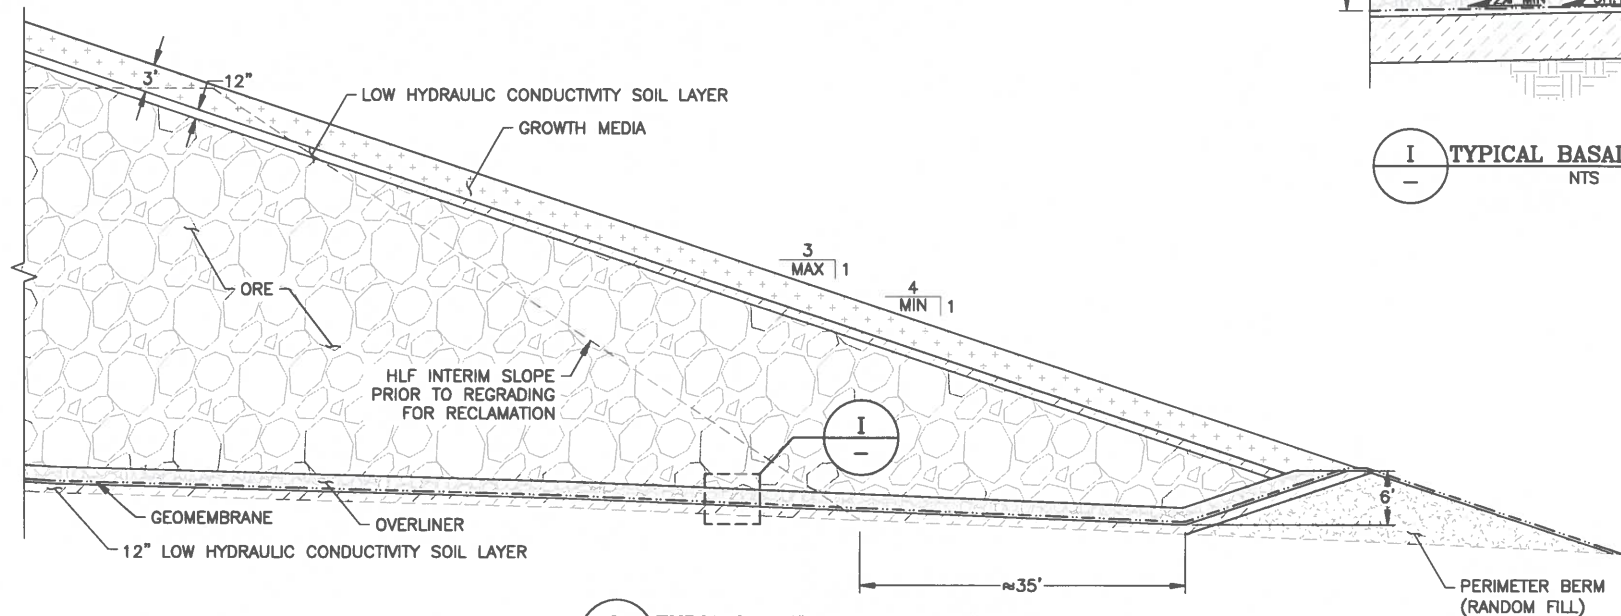 3'
12"
LOW HYDRAULIC CONDUCTIVITY SOIL LAYER
GROWTH MEDIA
I
TYPICAL BASAL
-
NTS
3
MAX 1
4
MIN 1
ORE
HLF INTERIM SLOPE
PRIOR TO REGRADING
FOR RECLAMATION
I
-
6'
GEOMEMBRANE
OVERLINER
12" LOW HYDRAULIC CONDUCTIVITY SOIL LAYER
≈35'
PERIMETER BERM
(RANDOM FILL)